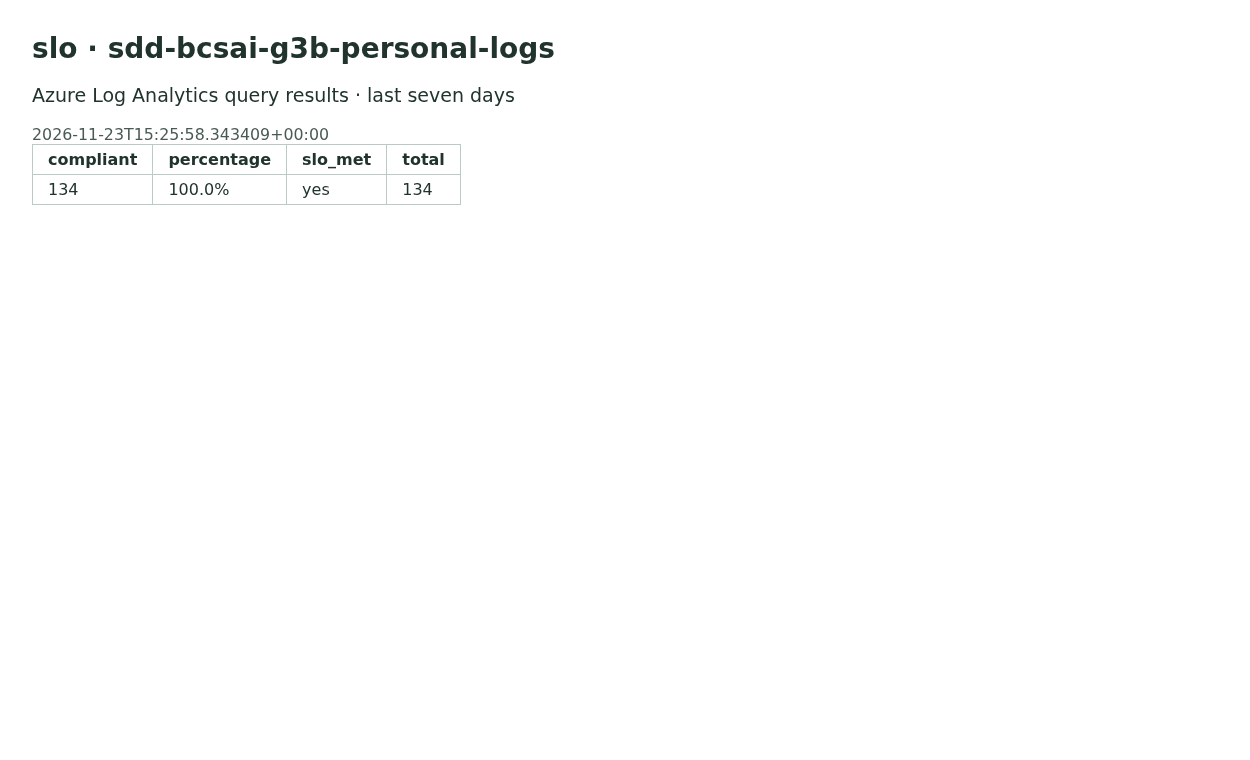 slo · sdd-bcsai-g3b-personal-logs
Azure Log Analytics query results · last seven days
2026-11-23T15:25:58.343409+00:00
compliant percentage slo_met total
134 100.0% yes 134